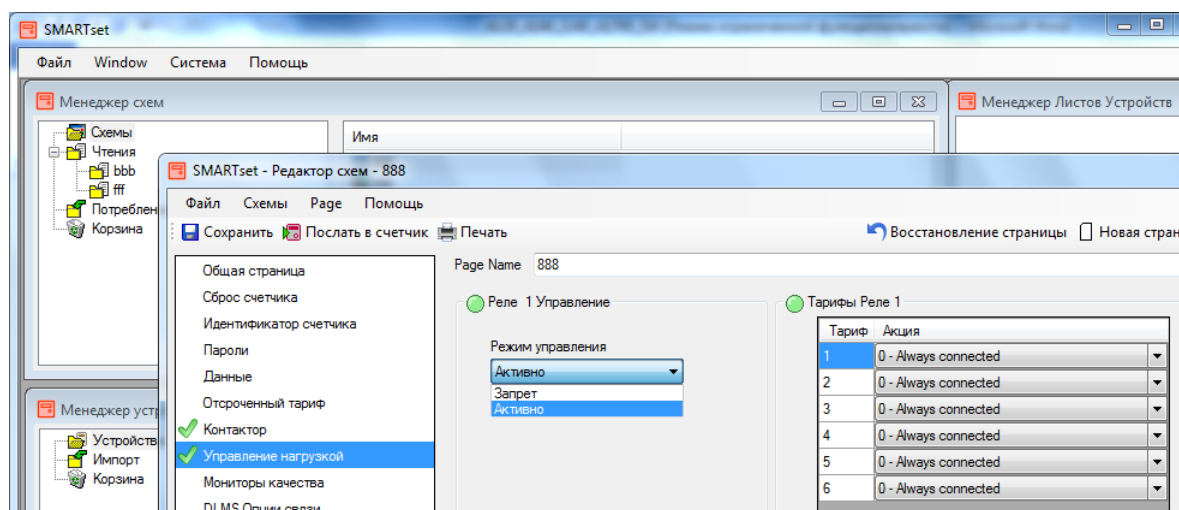 SMARTset
Файл Window Система Помощь
Менеджер схем
Менеджер Листов Устройств
Схемы
Чтения
bbb
fff
Потреблен
Корзина
Имя
SMARTset - Редактор схем - 888
Файл Схемы Page Помощь
Сохранить Послать в счетчик Печать Восстановление страницы Новая стран
Общая страница
Сброс счетчика
Идентификатор счетчика
Пароли
Данные
Отсроченный тариф
Контактор
Управление нагрузкой
Мониторы качества
DLMS Опции связи
Page Name 888
Реле 1 Управление
Режим управления
Активно
Запрет
Активно
Тарифы Реле 1
Тариф Акция
1 0 - Always connected
2 0 - Always connected
3 0 - Always connected
4 0 - Always connected
5 0 - Always connected
6 0 - Always connected
Менеджер устр
Устройств
Импорт
Корзина